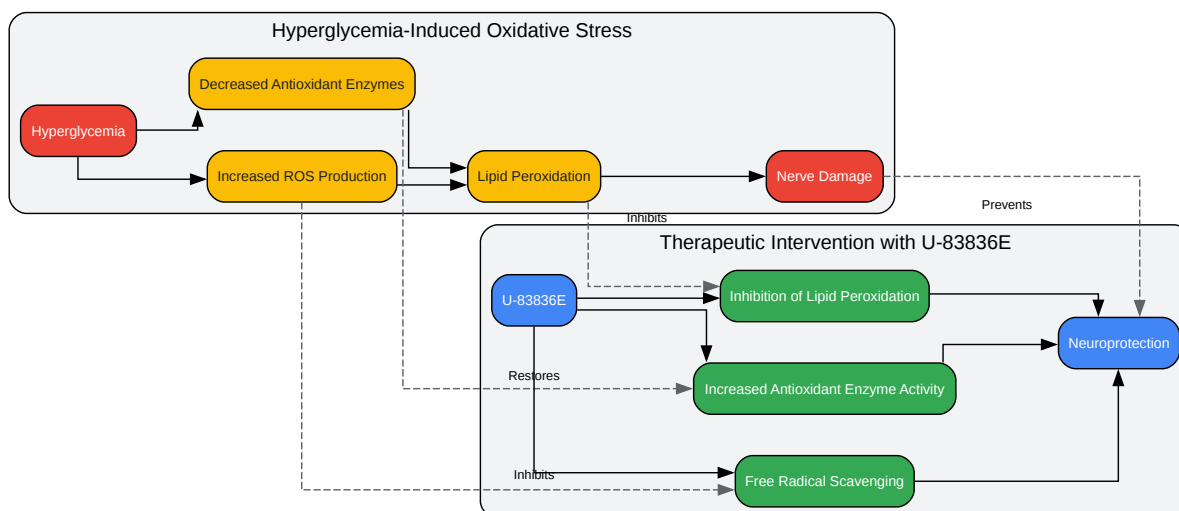 Hyperglycemia-Induced Oxidative Stress
Decreased Antioxidant Enzymes
Hyperglycemia
Increased ROS Production
Lipid Peroxidation
Nerve Damage
Prevents
Inhibits
Therapeutic Intervention with U-83836E
U-83836E
Inhibition of Lipid Peroxidation
Neuroprotection
Restores
Increased Antioxidant Enzyme Activity
Inhibits
Free Radical Scavenging